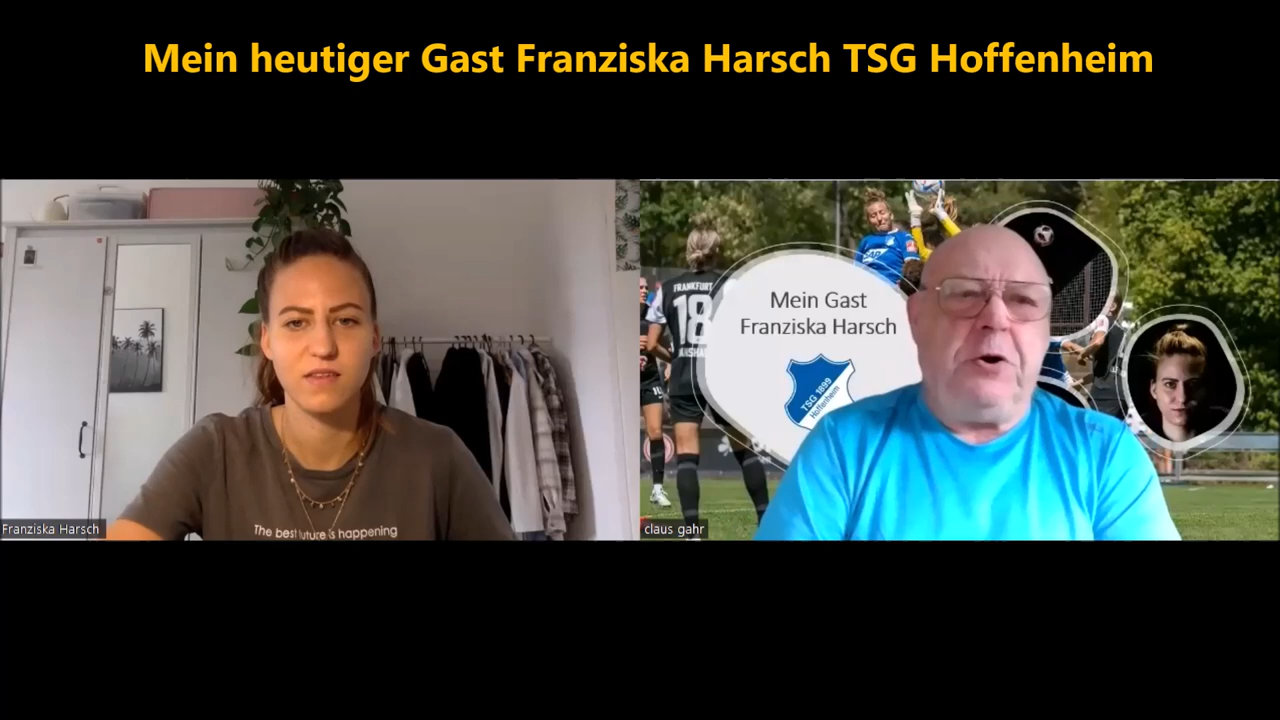 Mein heutiger Gast Franziska Harsch TSG Hoffenheim
FRANKFURT
18
Mein Gast
Franziska Harsch
TSG 1899
Hoffenheim
The best future is happening
Franziska Harsch
claus gahr